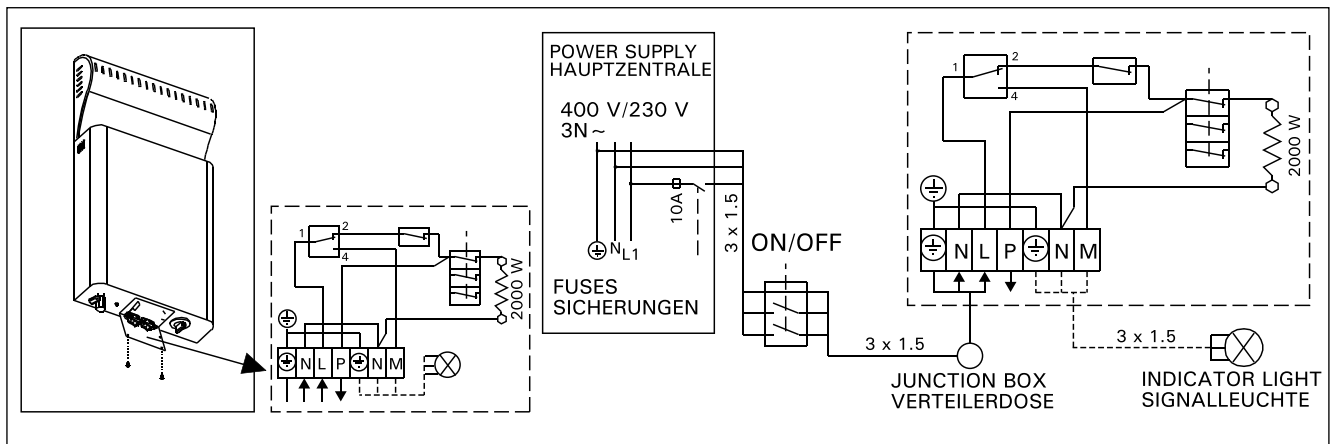 1
2
4
2000 W
N L P N M
POWER SUPPLY
HAUPTZENTRALE
400 V/230 V
3N ~
10A
N
L1
FUSES
SICHERUNGEN
3 x 1.5
ON/OFF
3 x 1.5
JUNCTION BOX
VERTEILERDOSE
1
2
4
2000 W
N L P N M
3 x 1.5
INDICATOR LIGHT
SIGNALLEUCHTE